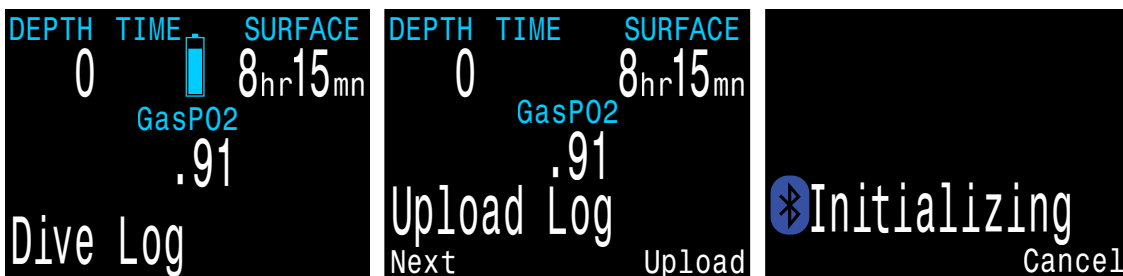 DEPTH TIME SURFACE
0 8hr15mn
GasPO2
.91
Dive Log
DEPTH TIME SURFACE
0 8hr15mn
GasPO2
.91
Upload Log
Next Upload
Initializing
Cancel